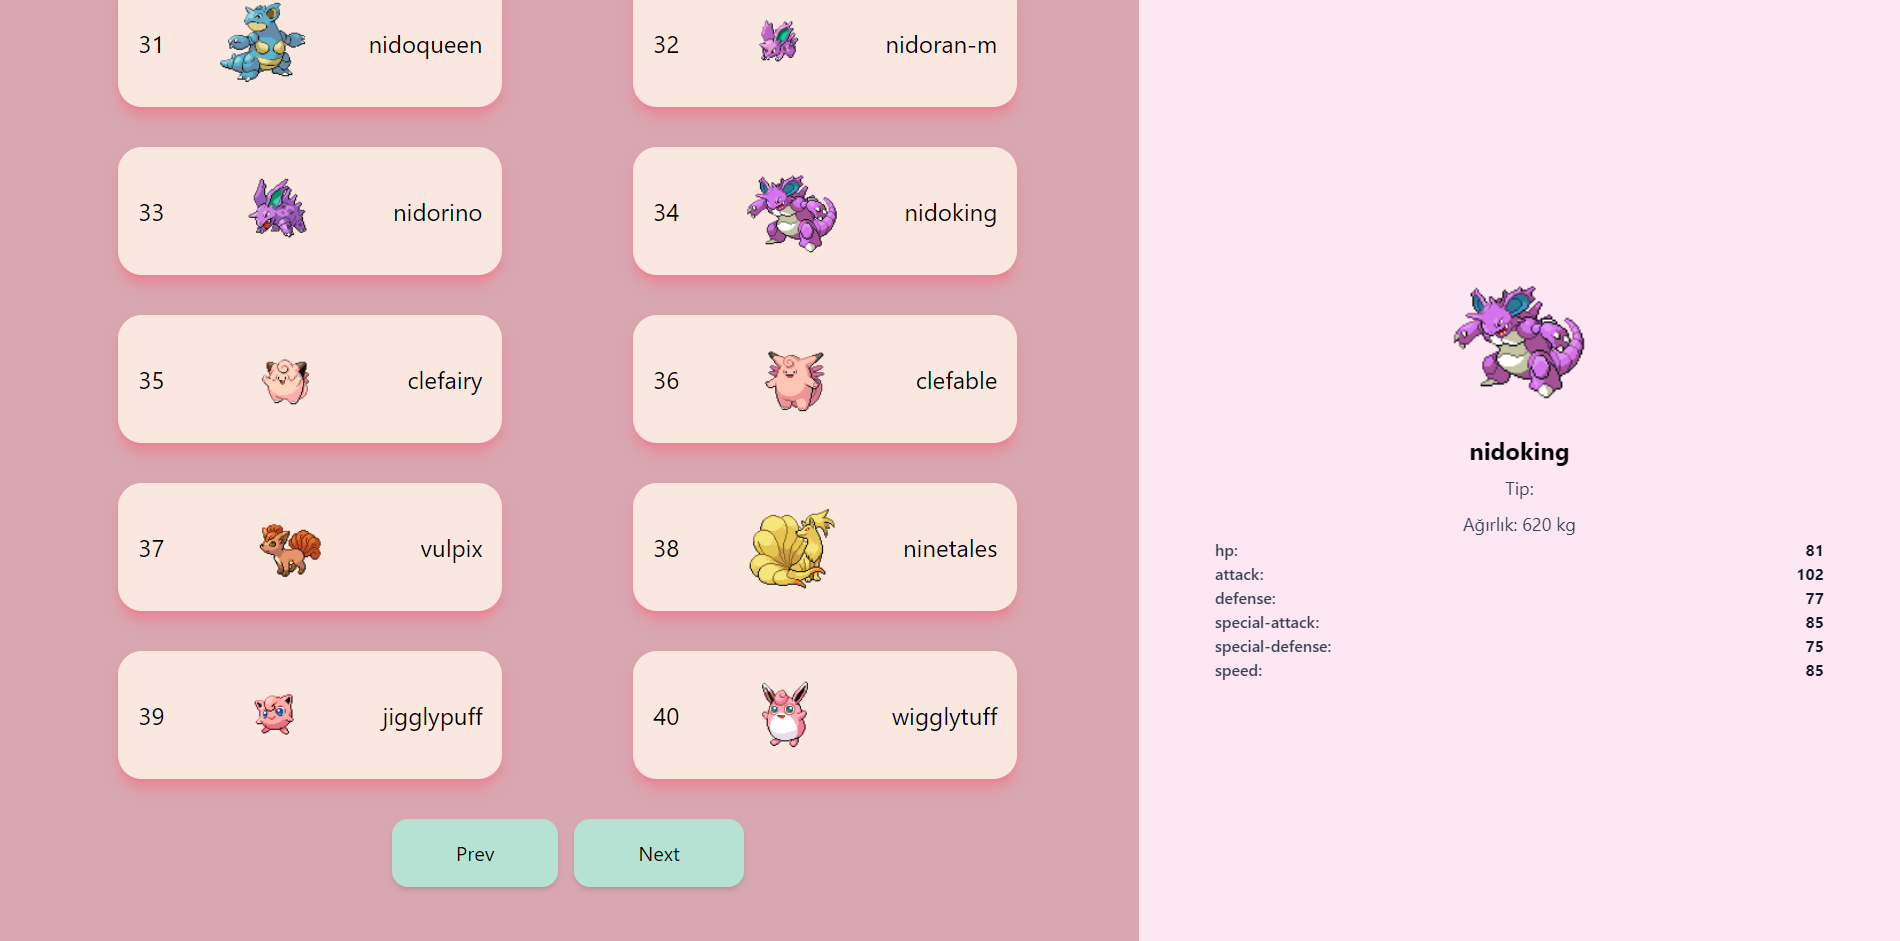 31 nidoqueen
32 nidoran-m
33 nidorino
34 nidoking
35 clefairy
36 clefable
37 vulpix
38 ninetales
39 jigglypuff
40 wigglytuff
Prev
Next
nidoking
Tip:
Ağırlık: 620 kg
hp: 81
attack: 102
defense: 77
special-attack: 85
special-defense: 75
speed: 85